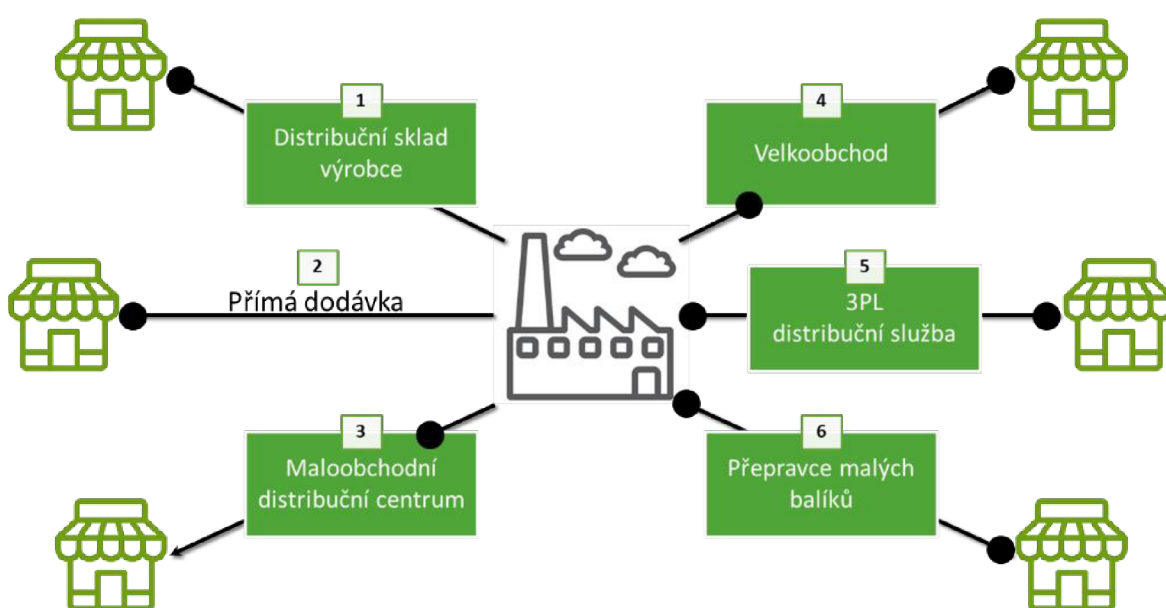 1
Distribuční sklad
výrobce
2
Přímá dodávka
3
Maloobchodní
distribuční centrum
4
Velkoobchod
5
3PL
distribuční služba
6
Přepravce malých
balíků